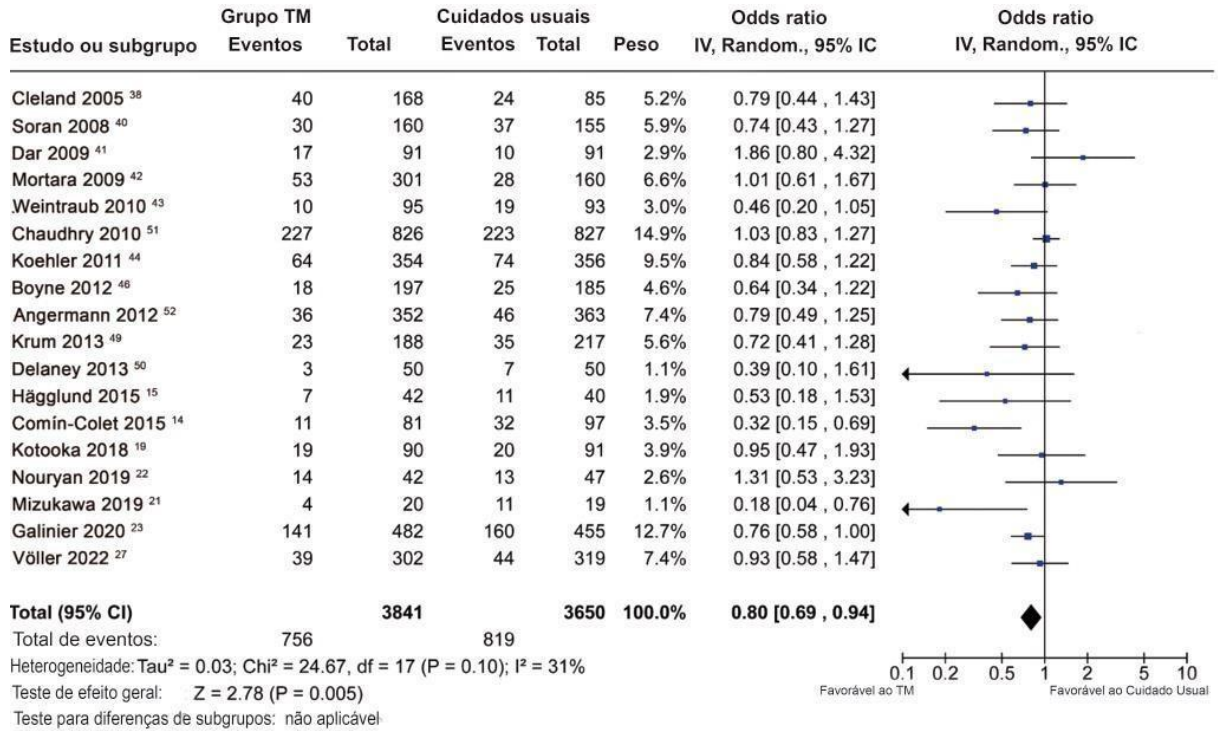 Grupo TM Cuidados usuais Odds ratio Odds ratio
Estudo ou subgrupo Eventos Total Eventos Total Peso IV, Random., 95% IC IV, Random., 95% IC
Cleland 2005 38 40 168 24 85 5.2% 0.79 [0.44 , 1.43]
Soran 2008 40 30 160 37 155 5.9% 0.74 [0.43 , 1.27]
Dar 2009 41 17 91 10 91 2.9% 1.86 [0.80 , 4.32]
Mortara 2009 42 53 301 28 160 6.6% 1.01 [0.61 , 1.67]
.Weintraub 2010 43 10 95 19 93 3.0% 0.46 [0.20 , 1.05]
Chaudhry 2010 51 227 826 223 827 14.9% 1.03 [0.83 , 1.27]
Koehler 2011 44 64 354 74 356 9.5% 0.84 [0.58 , 1.22]
Boyne 2012 46 18 197 25 185 4.6% 0.64 [0.34 , 1.22]
Angermann 2012 52 36 352 46 363 7.4% 0.79 [0.49 , 1.25]
Krum 2013 49 23 188 35 217 5.6% 0.72 [0.41 , 1.28]
Delaney 2013 50 3 50 7 50 1.1% 0.39 [0.10 , 1.61]
Hägglund 2015 15 7 42 11 40 1.9% 0.53 [0.18 , 1.53]
Comín-Colet 2015 14 11 81 32 97 3.5% 0.32 [0.15 , 0.69]
Kotooka 2018 19 19 90 20 91 3.9% 0.95 [0.47 , 1.93]
Nouryan 2019 22 14 42 13 47 2.6% 1.31 [0.53 , 3.23]
Mizukawa 2019 21 4 20 11 19 1.1% 0.18 [0.04 , 0.76]
Galinier 2020 23 141 482 160 455 12.7% 0.76 [0.58 , 1.00]
Völler 2022 27 39 302 44 319 7.4% 0.93 [0.58 , 1.47]
Total (95% CI) 3841 3650 100.0% 0.80 [0.69 , 0.94]
Total de eventos: 756 819
Heterogeneidade: Tau² = 0.03; Chi² = 24.67, df = 17 (P = 0.10); I² = 31%
Teste de efeito geral: Z = 2.78 (P = 0.005)
Teste para diferenças de subgrupos: não aplicável
0.1 0.2 0.5 1 2 5 10
Favorável ao TM Favorável ao Cuidado Usual